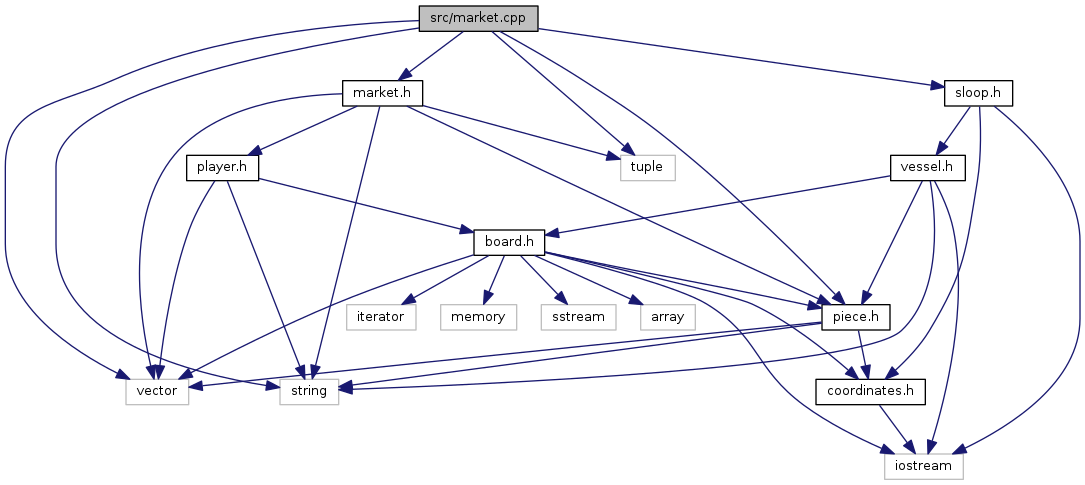 src/market.cpp
market.h
sloop.h
player.h
tuple
vessel.h
board.h
iterator
memory
sstream
array
piece.h
vector
string
coordinates.h
iostream